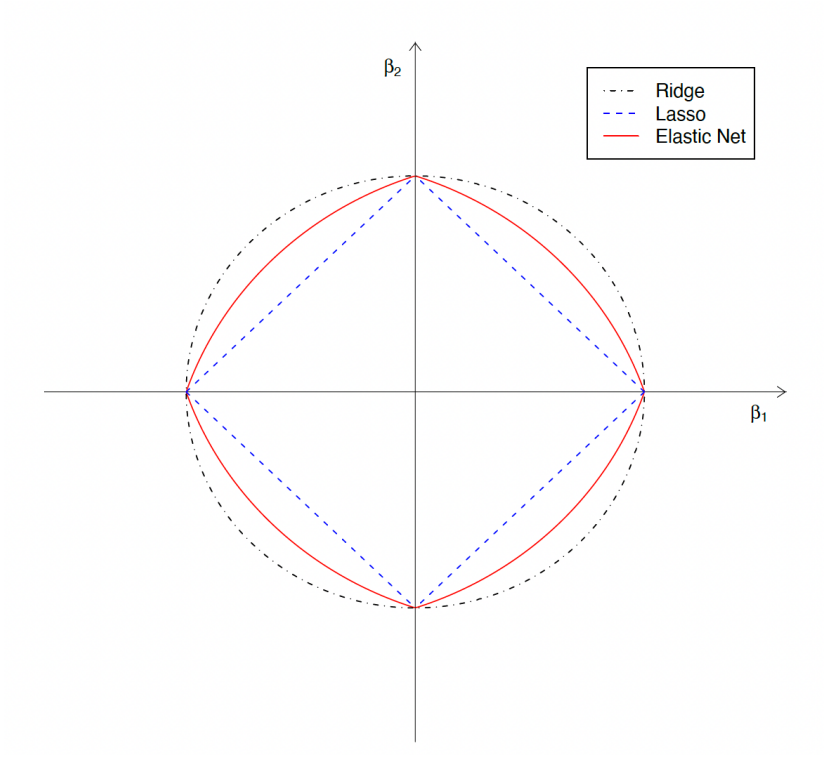 β₂
Ridge
Lasso
Elastic Net
β₁